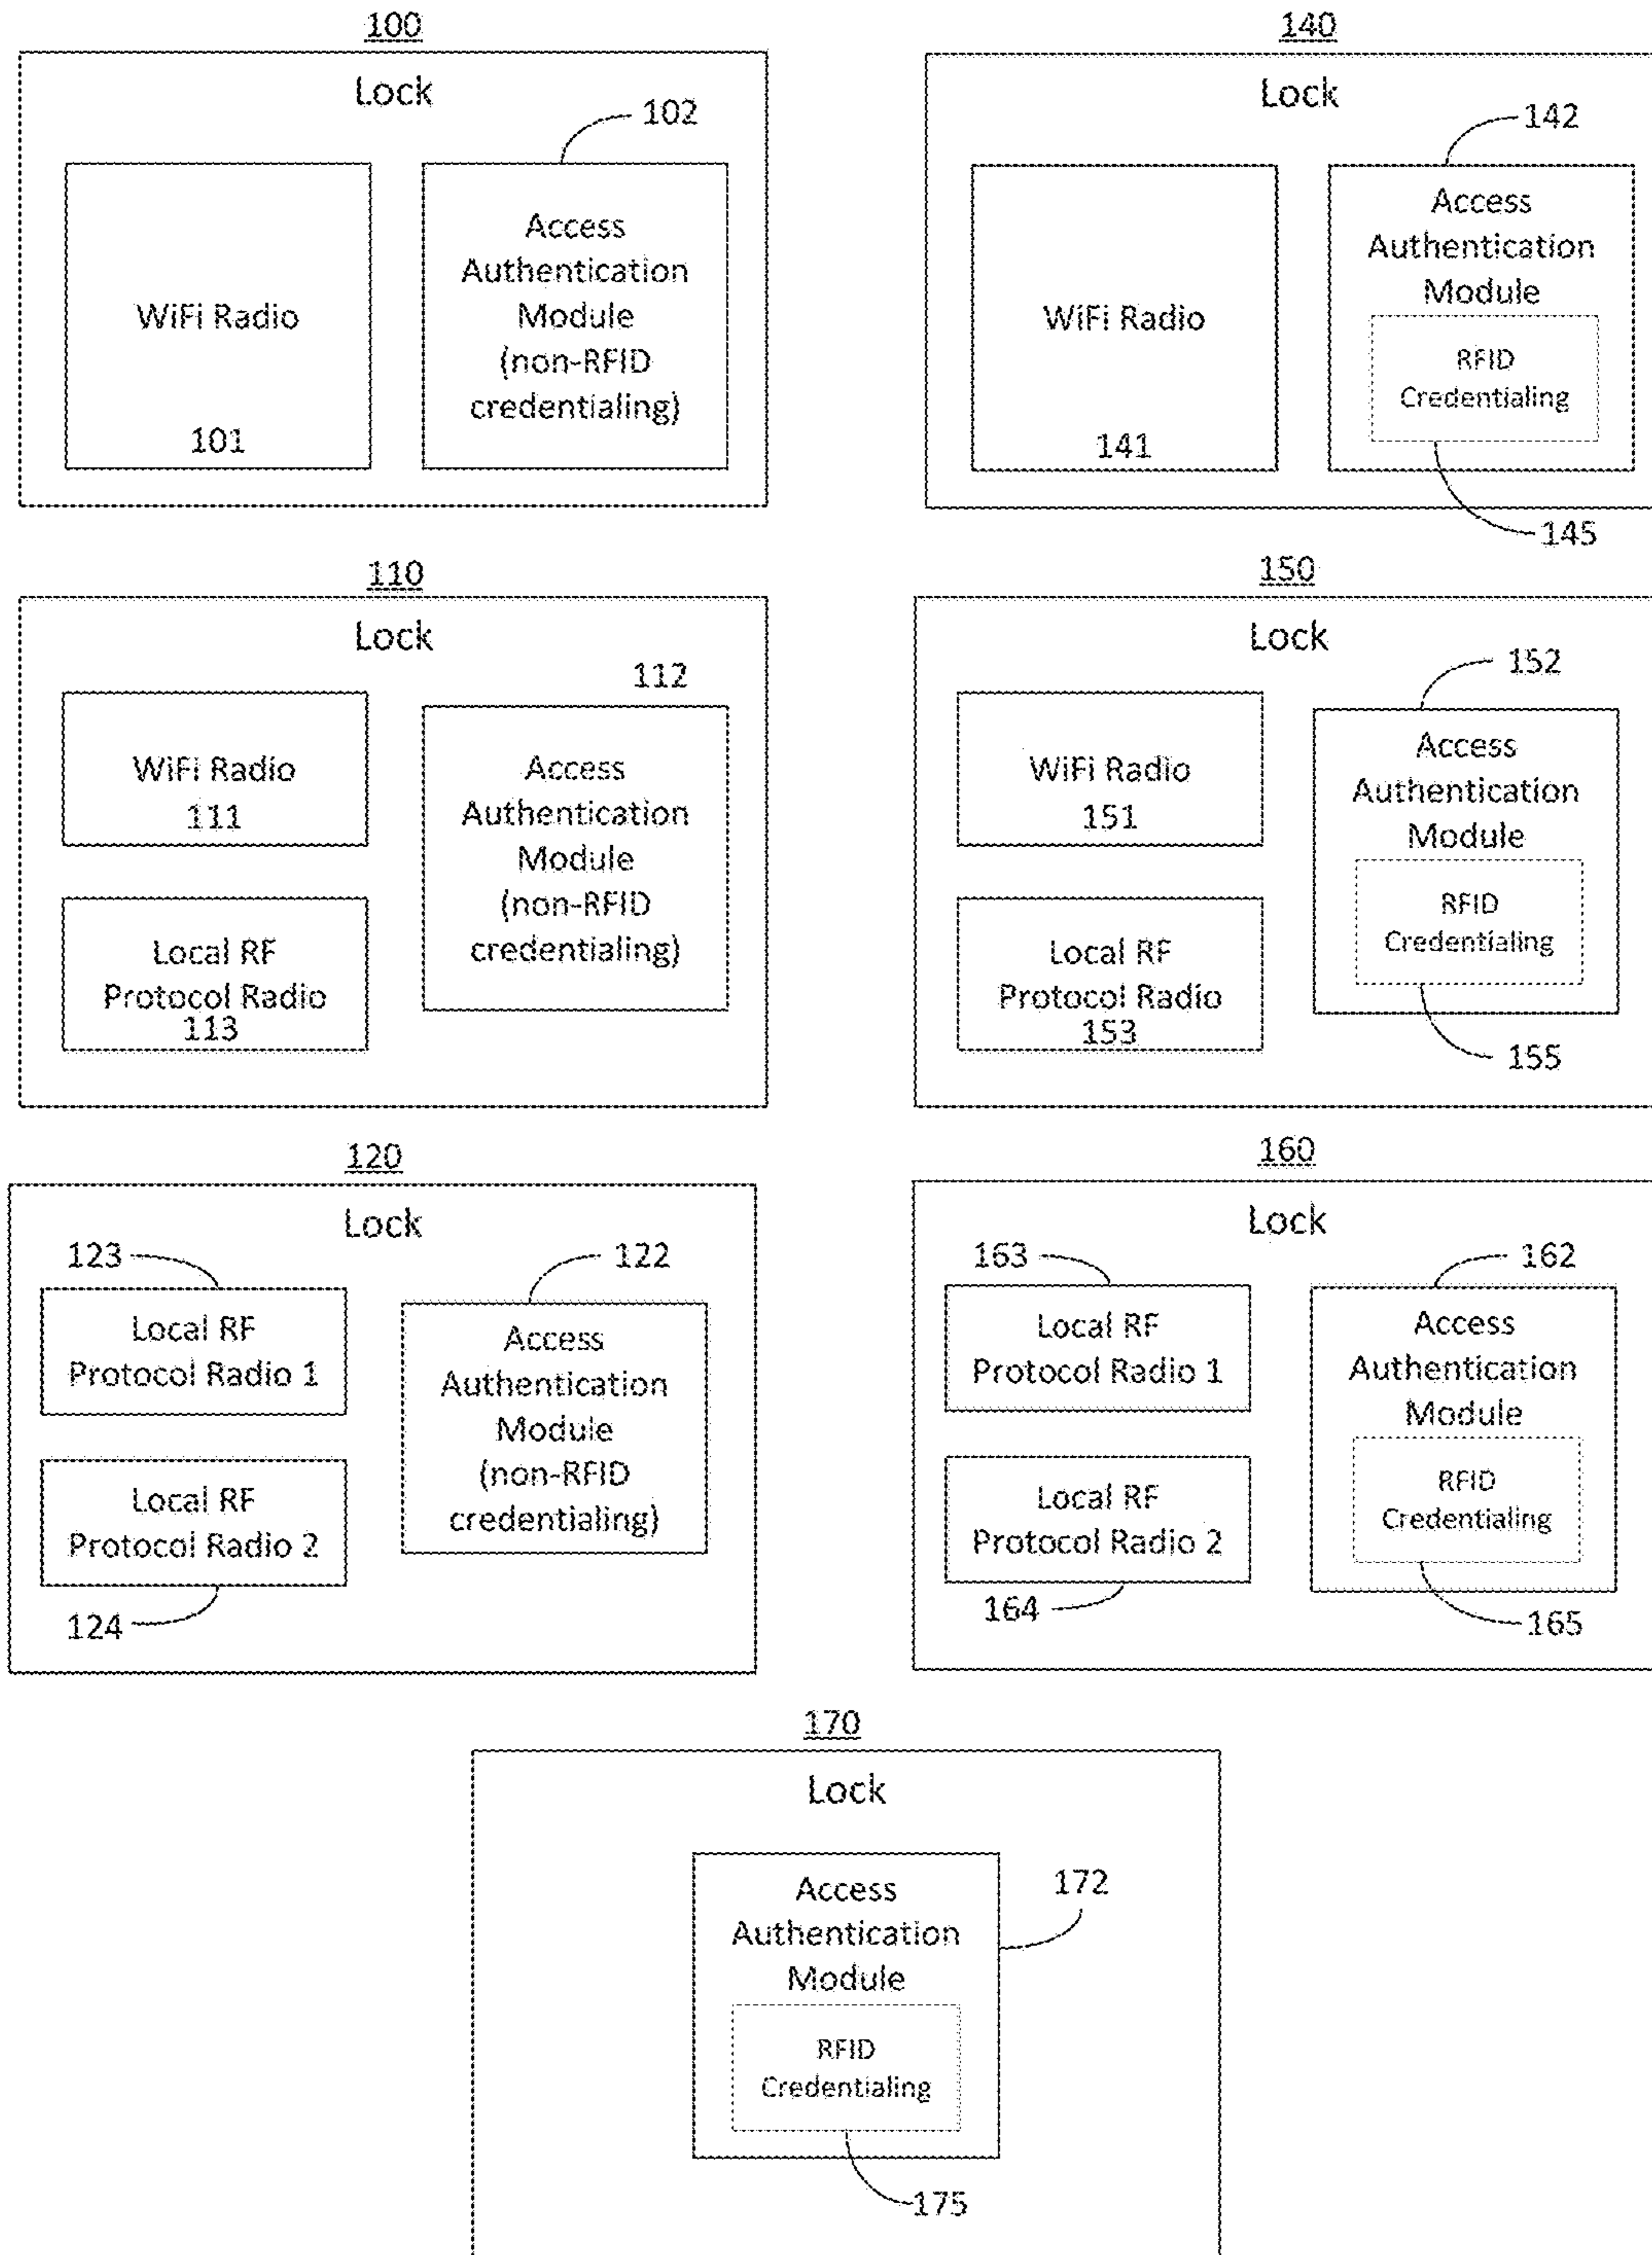 100
Lock
102
WiFi Radio
101
Access
Authentication
Module
(non-RFID
credentialing)
140
Lock
142
WiFi Radio
141
Access
Authentication
Module
RFID
Credentialing
145
110
Lock
112
WiFi Radio
111
Local RF
Protocol Radio
113
Access
Authentication
Module
(non-RFID
credentialing)
150
Lock
152
WiFi Radio
151
Local RF
Protocol Radio
153
Access
Authentication
Module
RFID
Credentialing
155
120
Lock
123
122
Local RF
Protocol Radio 1
Local RF
Protocol Radio 2
124
Access
Authentication
Module
(non-RFID
credentialing)
160
Lock
163
162
Local RF
Protocol Radio 1
Local RF
Protocol Radio 2
164
Access
Authentication
Module
RFID
Credentialing
165
170
Lock
172
Access
Authentication
Module
RFID
Credentialing
175